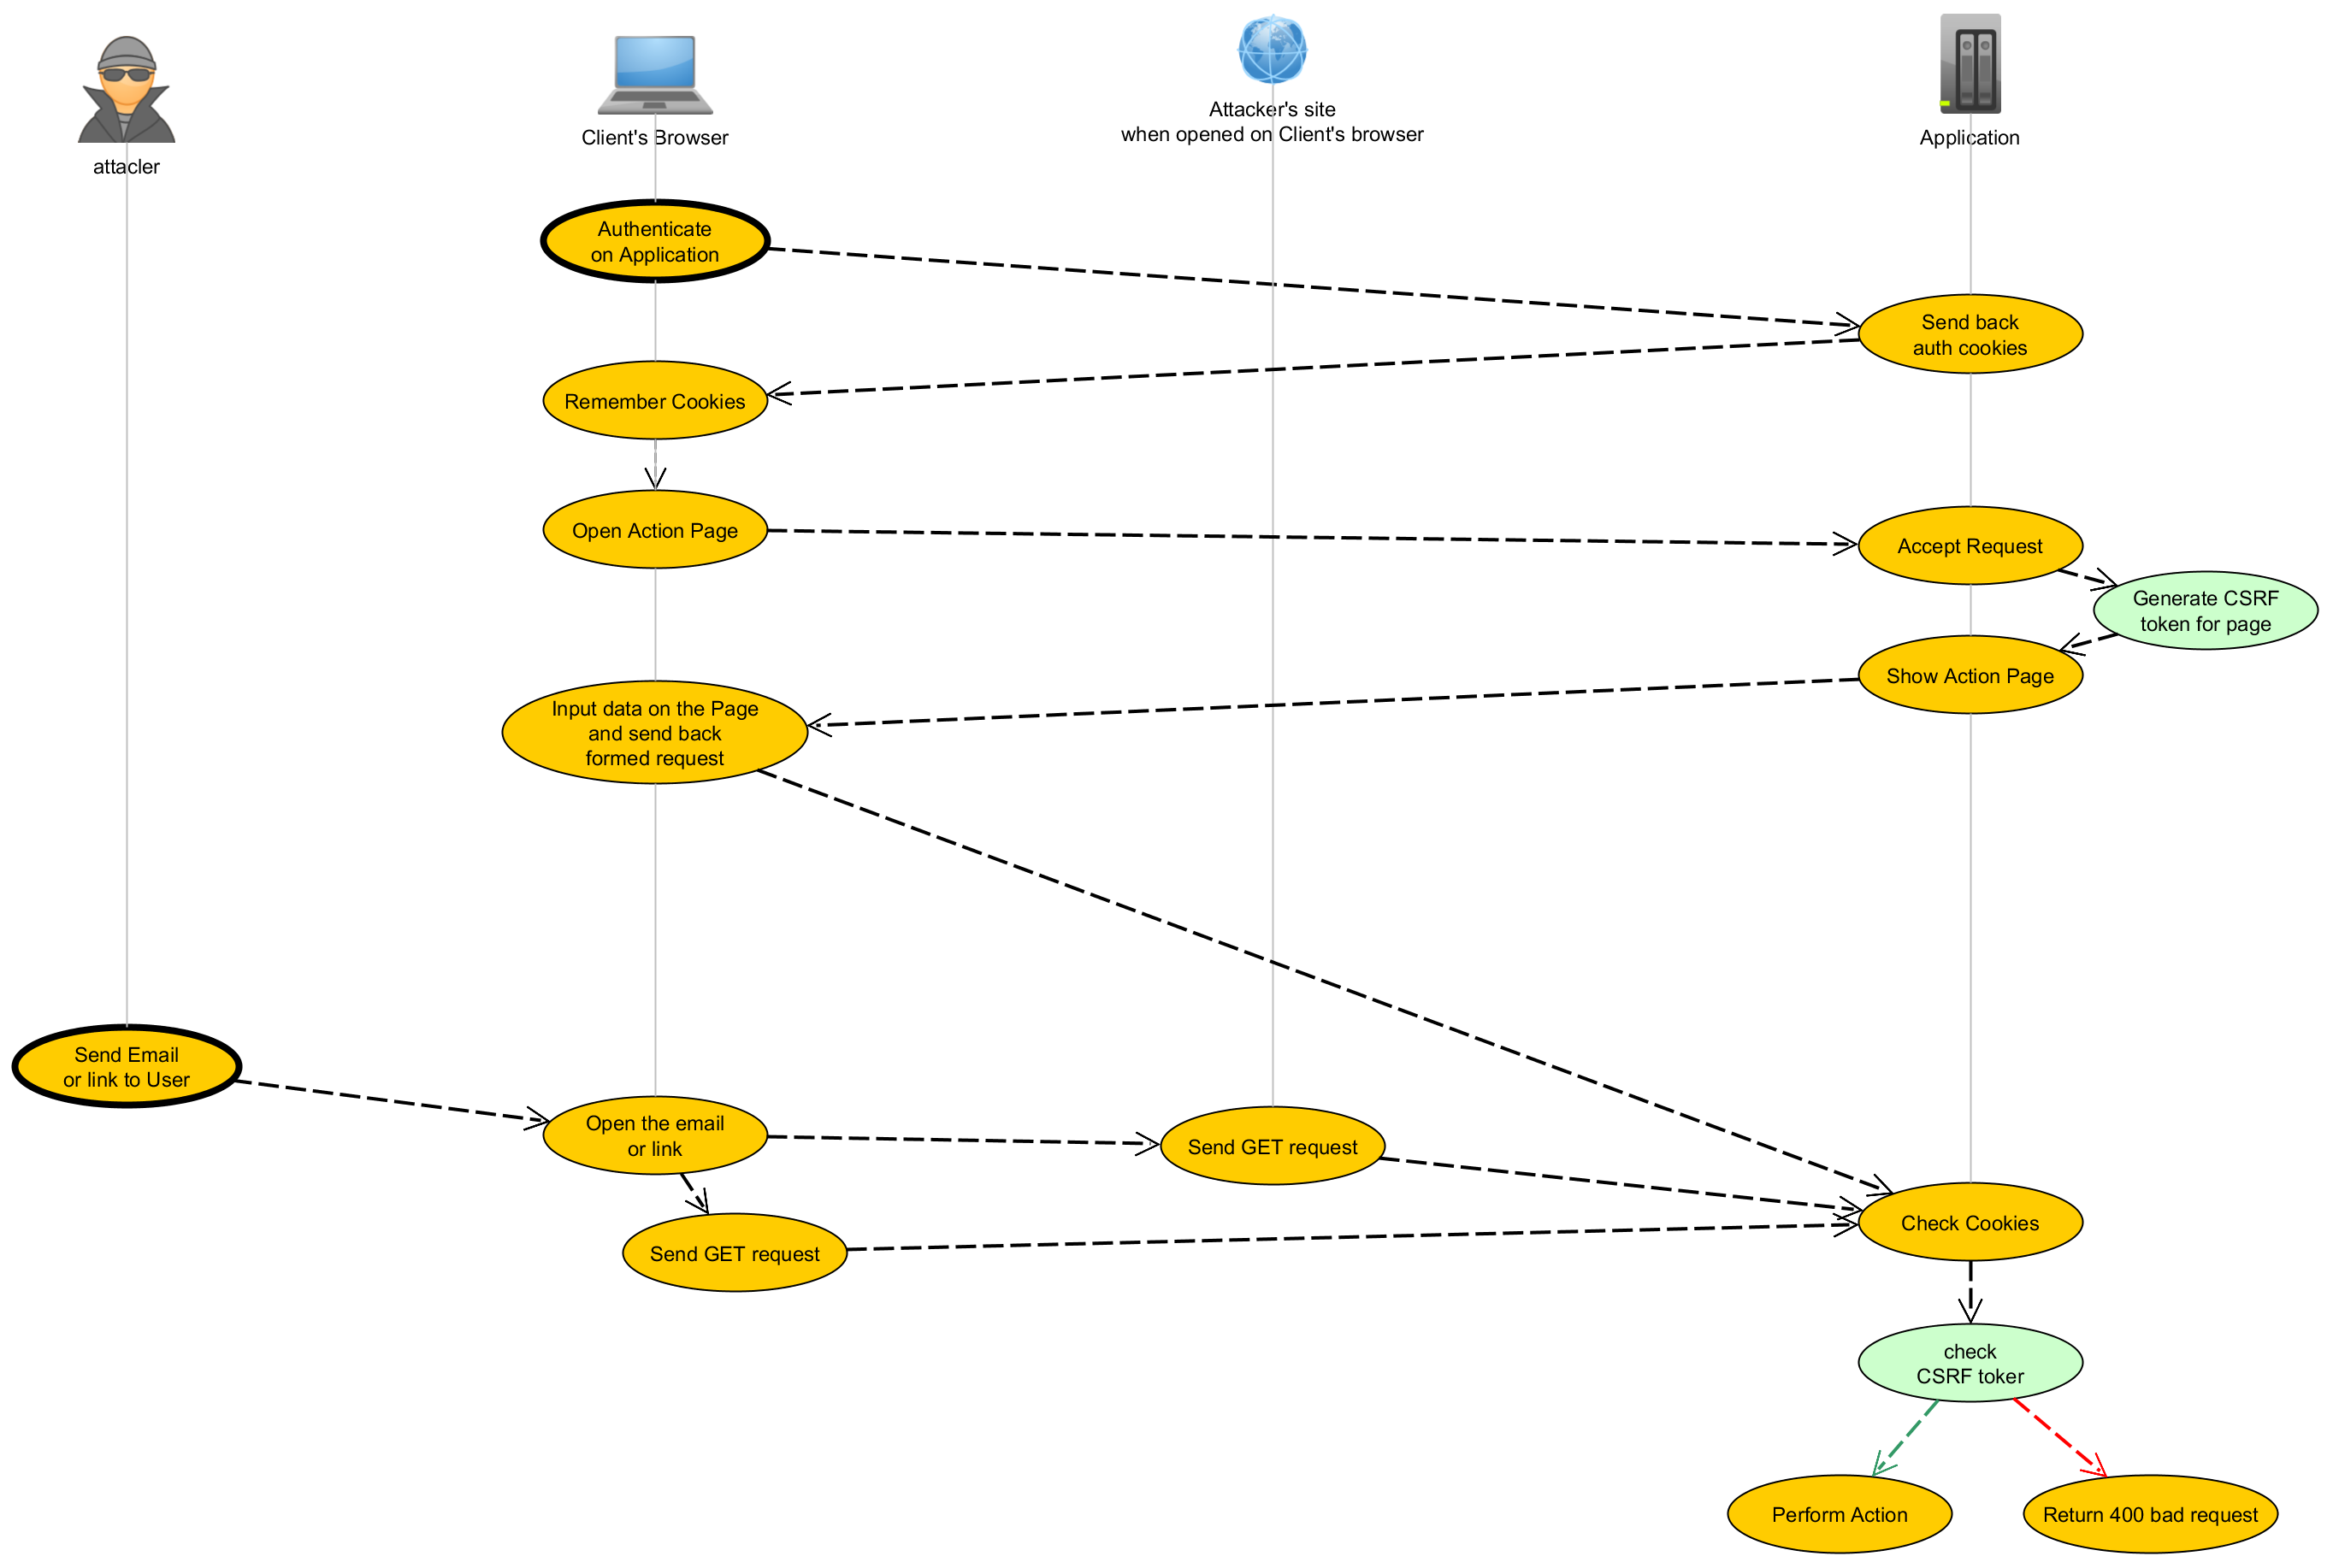 attacler
Client's Browser
Attacker's site
when opened on Client's browser
Application
Authenticate
on Application
Send back
auth cookies
Remember Cookies
Open Action Page
Accept Request
Generate CSRF
token for page
Show Action Page
Input data on the Page
and send back
formed request
Send Email
or link to User
Open the email
or link
Send GET request
Send GET request
Check Cookies
check
CSRF toker
Perform Action
Return 400 bad request